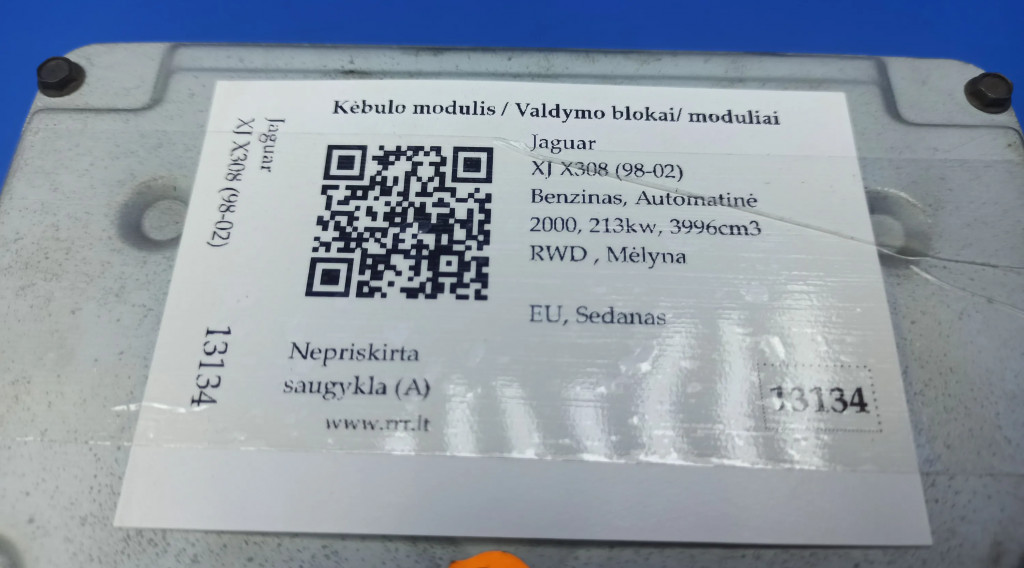 Kėbulo modulis / Valdymo blokai/ moduliai
Jaguar
XJ X308 (98-02)
Benzinas, Automatinė
2000, 213kw, 3996cm3
RWD , Mėlyna
EU, Sedanas
Jaguar
XJ X308 (98-02)
13134
Nepriskirta
saugykla (A)
www.rrr.lt
13134